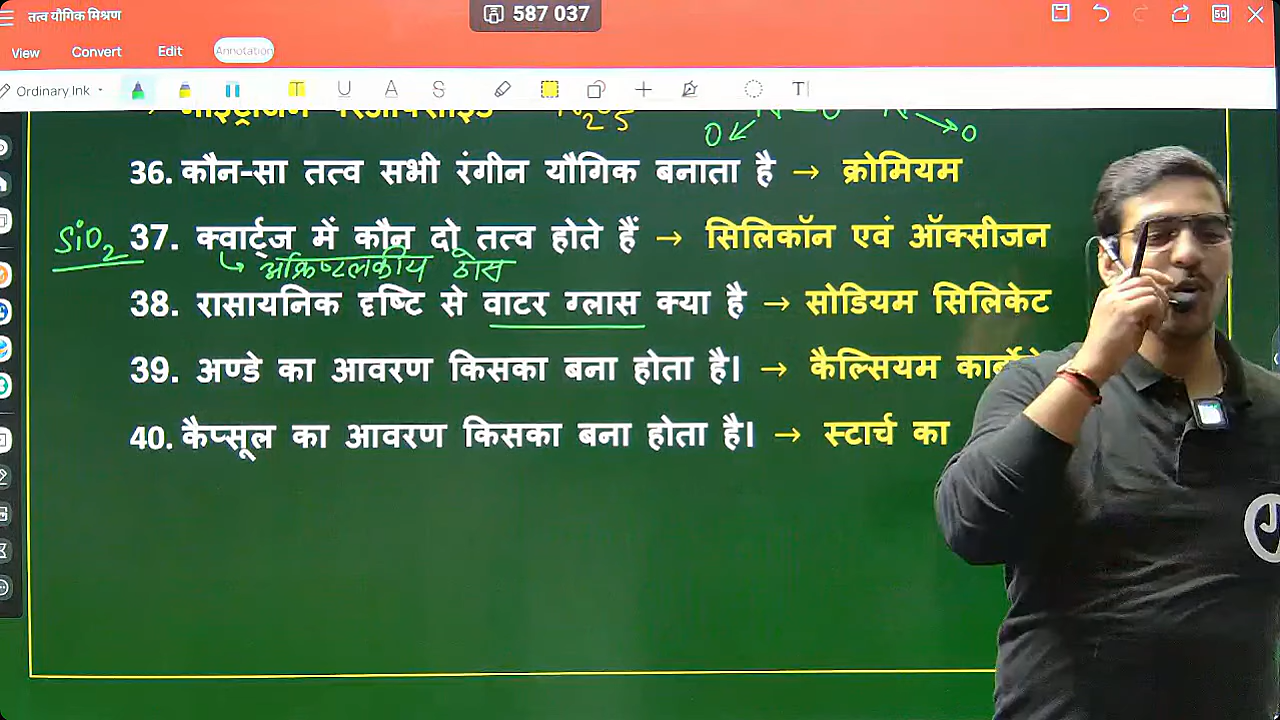 तत्व यौगिक मिश्रण
587 037
50
View Convert Edit Annotation
Ordinary Ink
36. कौन-सा तत्व सभी रंगीन यौगिक बनाता है → क्रोमियम
SiO2 37. क्वार्ट्ज में कौन दो तत्व होते हैं → सिलिकॉन एवं ऑक्सीजन
अक्रिष्टलकीय ठोस
38. रासायनिक दृष्टि से वाटर ग्लास क्या है → सोडियम सिलिकेट
39. अण्डे का आवरण किसका बना होता है। → कैल्सियम
40. कैप्सूल का आवरण किसका बना होता है। → स्टार्च का